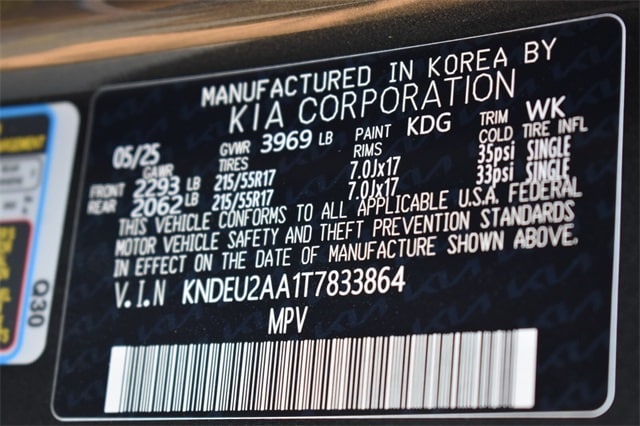 MANUFACTURED IN KOREA BY
KIA CORPORATION
05/25 GVWR 3969 LB PAINT KDG TRIM WK
GAWR TIRES RIMS COLD TIRE INFL
FRONT 2293 LB 215/55R17 7.0Jx17 35psi SINGLE
REAR 2062 LB 215/55R17 7.0Jx17 33psi SINGLE
THIS VEHICLE CONFORMS TO ALL APPLICABLE U.S.A. FEDERAL
MOTOR VEHICLE SAFETY AND THEFT PREVENTION STANDARDS
IN EFFECT ON THE DATE OF MANUFACTURE SHOWN ABOVE.
V.I.N KNDEU2AA1T7833864
MPV
Q30